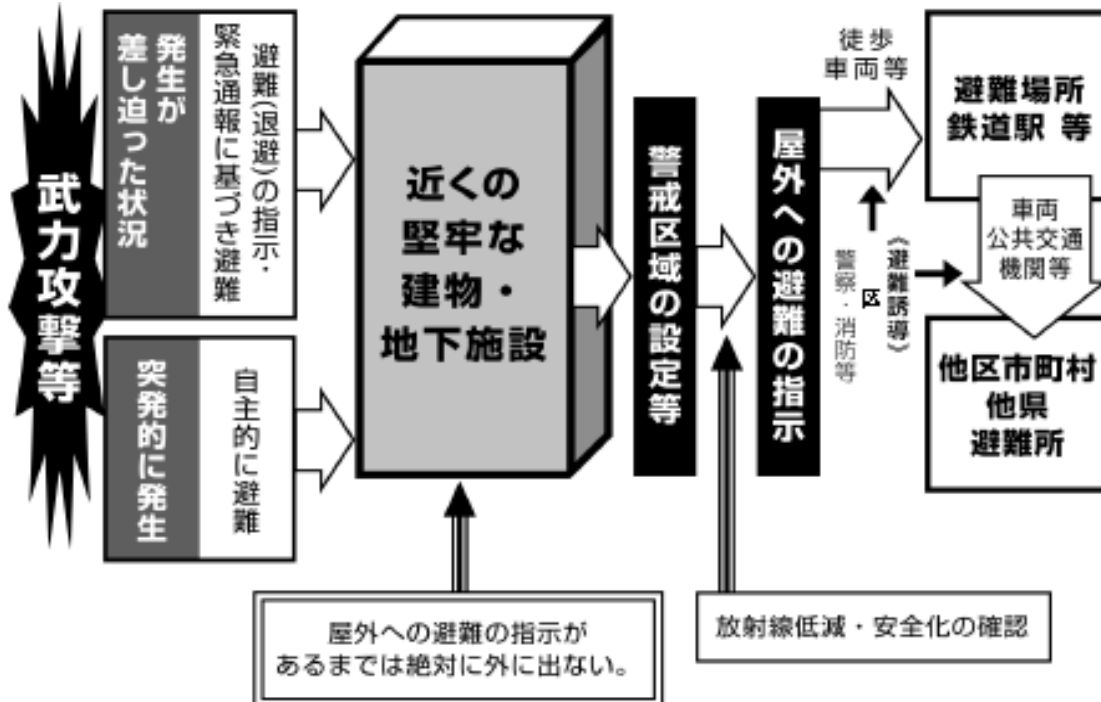 武力攻撃等
発生が
差し迫った状況
避難(退避)の指示・
緊急通報に基づき避難
突発的に発生
自主的に避難
近くの
堅牢な
建物・
地下施設
屋外への避難の指示が
あるまでは絶対に外に出ない。
警戒区域の設定等
放射線低減・安全化の確認
屋外への避難の指示
徒歩
車両等
《避難誘導》
区
警察・消防等
避難場所
鉄道駅 等
車両
公共交通
機関等
他区市町村
他県
避難所